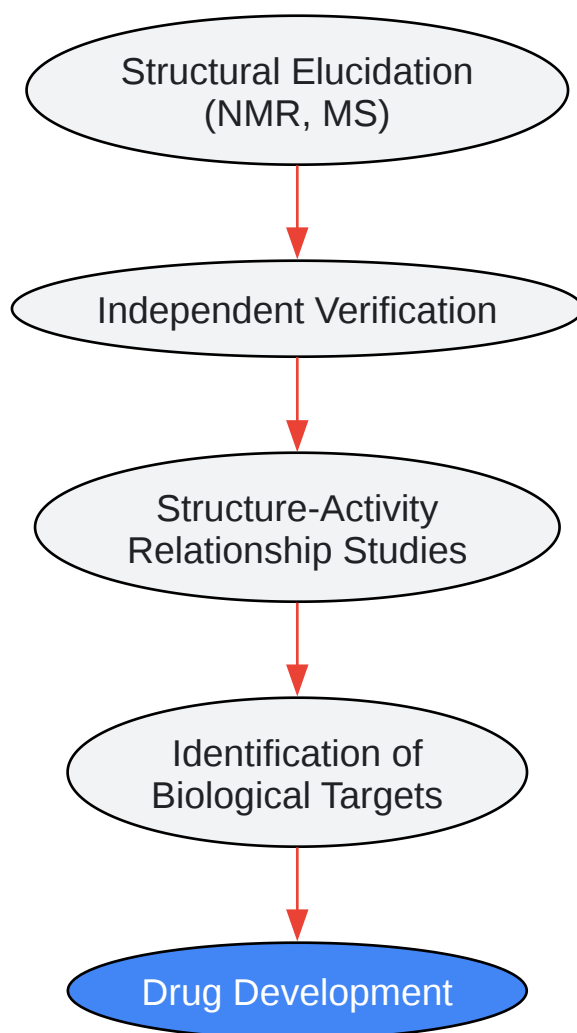 Structural Elucidation
(NMR, MS)
Independent Verification
Structure-Activity
Relationship Studies
Identification of
Biological Targets
Drug Development